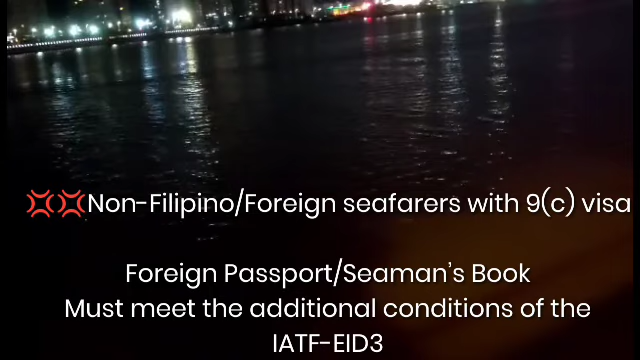 💢💢Non-Filipino/Foreign seafarers with 9(c) visa
Foreign Passport/Seaman's Book
Must meet the additional conditions of the
IATF-EID3